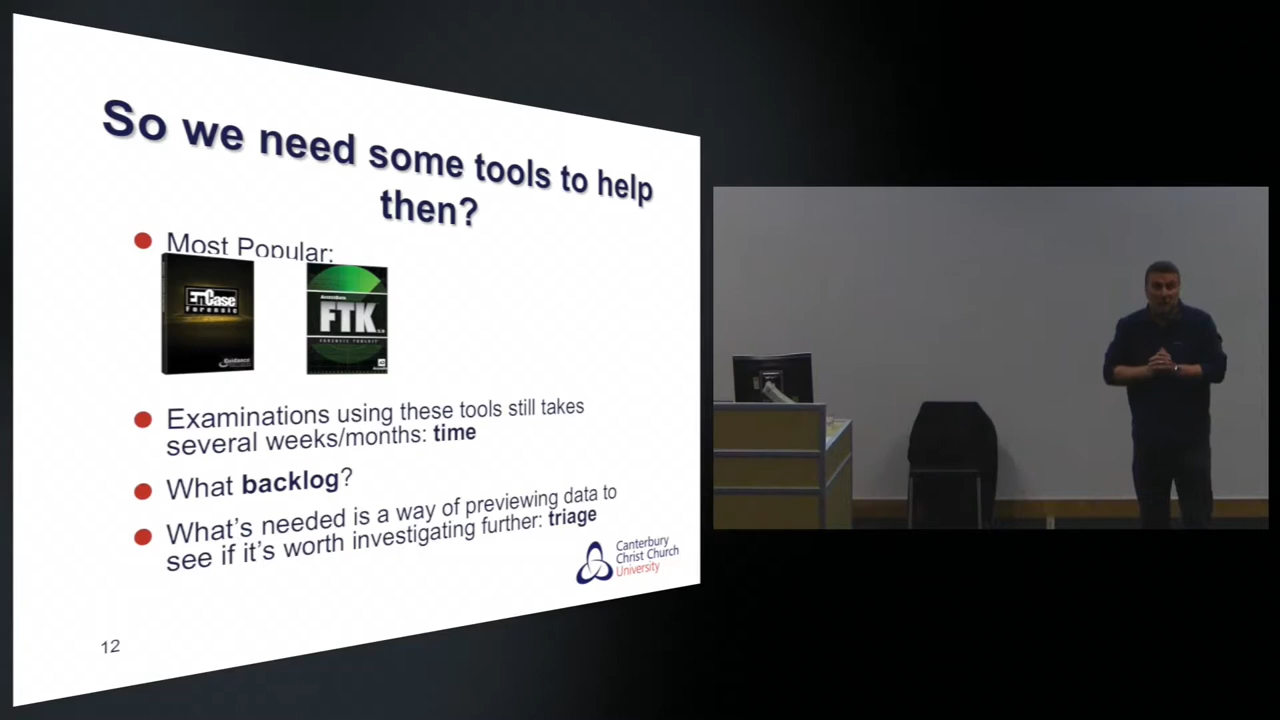 So we need some tools to help
then?
Most Popular:
EnCase
Forensic
Guidance
AccessData
FTK
FORENSIC TOOLKIT
Examinations using these tools still takes
several weeks/months: time
What backlog?
What's needed is a way of previewing data to
see if it's worth investigating further: triage
Canterbury
Christ Church
University
12